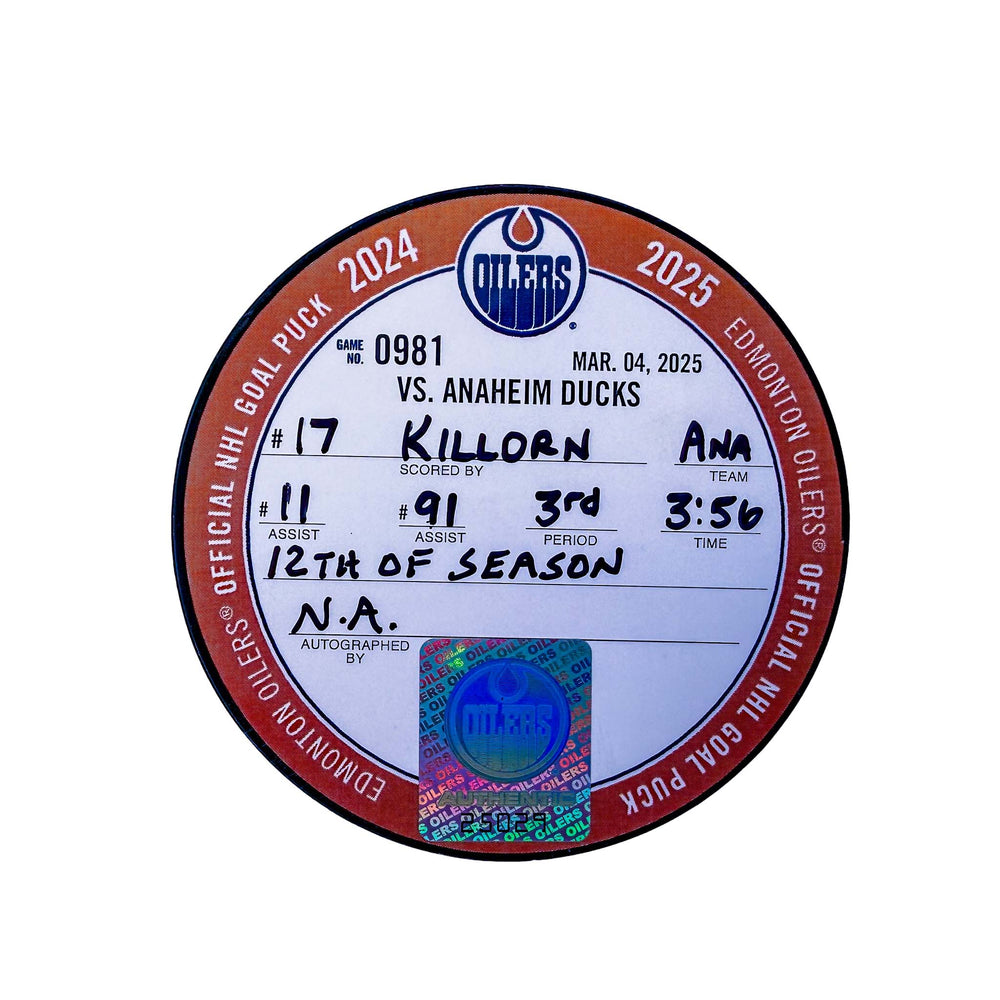 2024 2025
EDMONTON OILERS® OFFICIAL NHL GOAL PUCK
EDMONTON OILERS® OFFICIAL NHL GOAL PUCK
OILERS
GAME NO. 0981 MAR. 04, 2025
VS. ANAHEIM DUCKS
#17 KILLORN ANA
SCORED BY TEAM
#11 #91 3rd 3:56
ASSIST ASSIST PERIOD TIME
12TH OF SEASON
N.A.
AUTOGRAPHED BY
OILERS
AUTHENTIC
25029